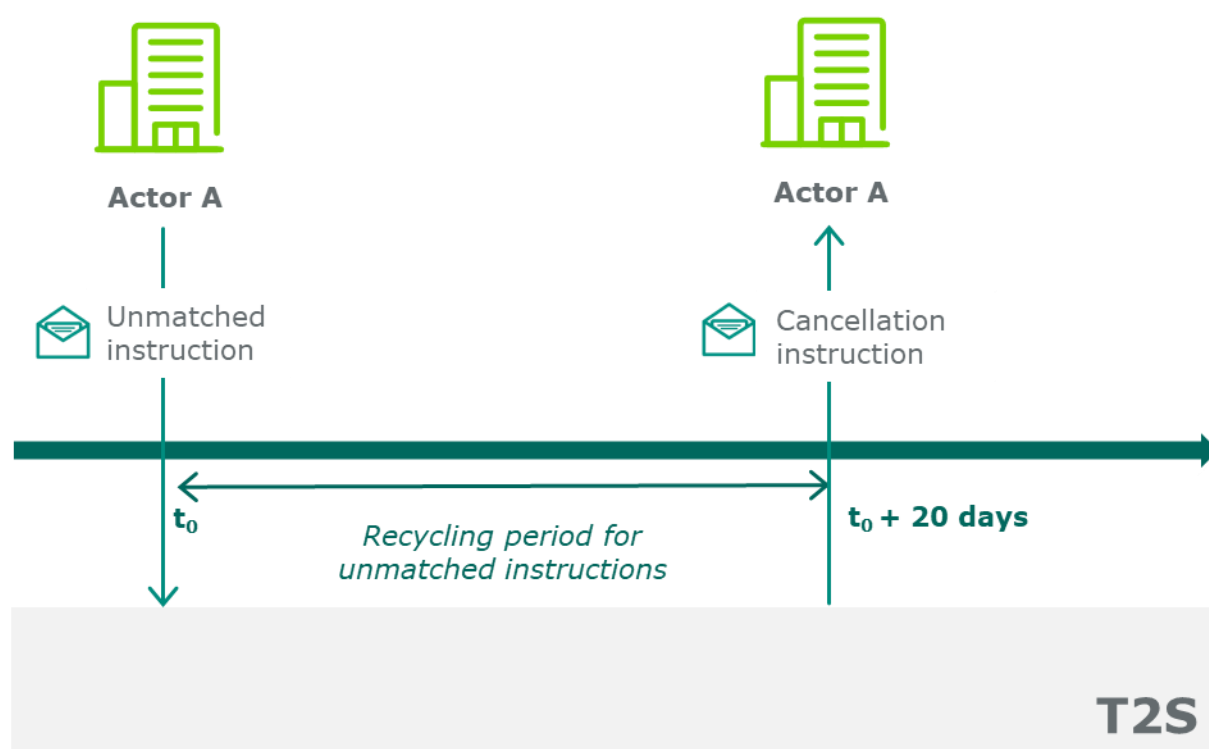 Actor A
Actor A
Unmatched
instruction
Cancellation
instruction
t₀
t₀ + 20 days
Recycling period for
unmatched instructions
T2S